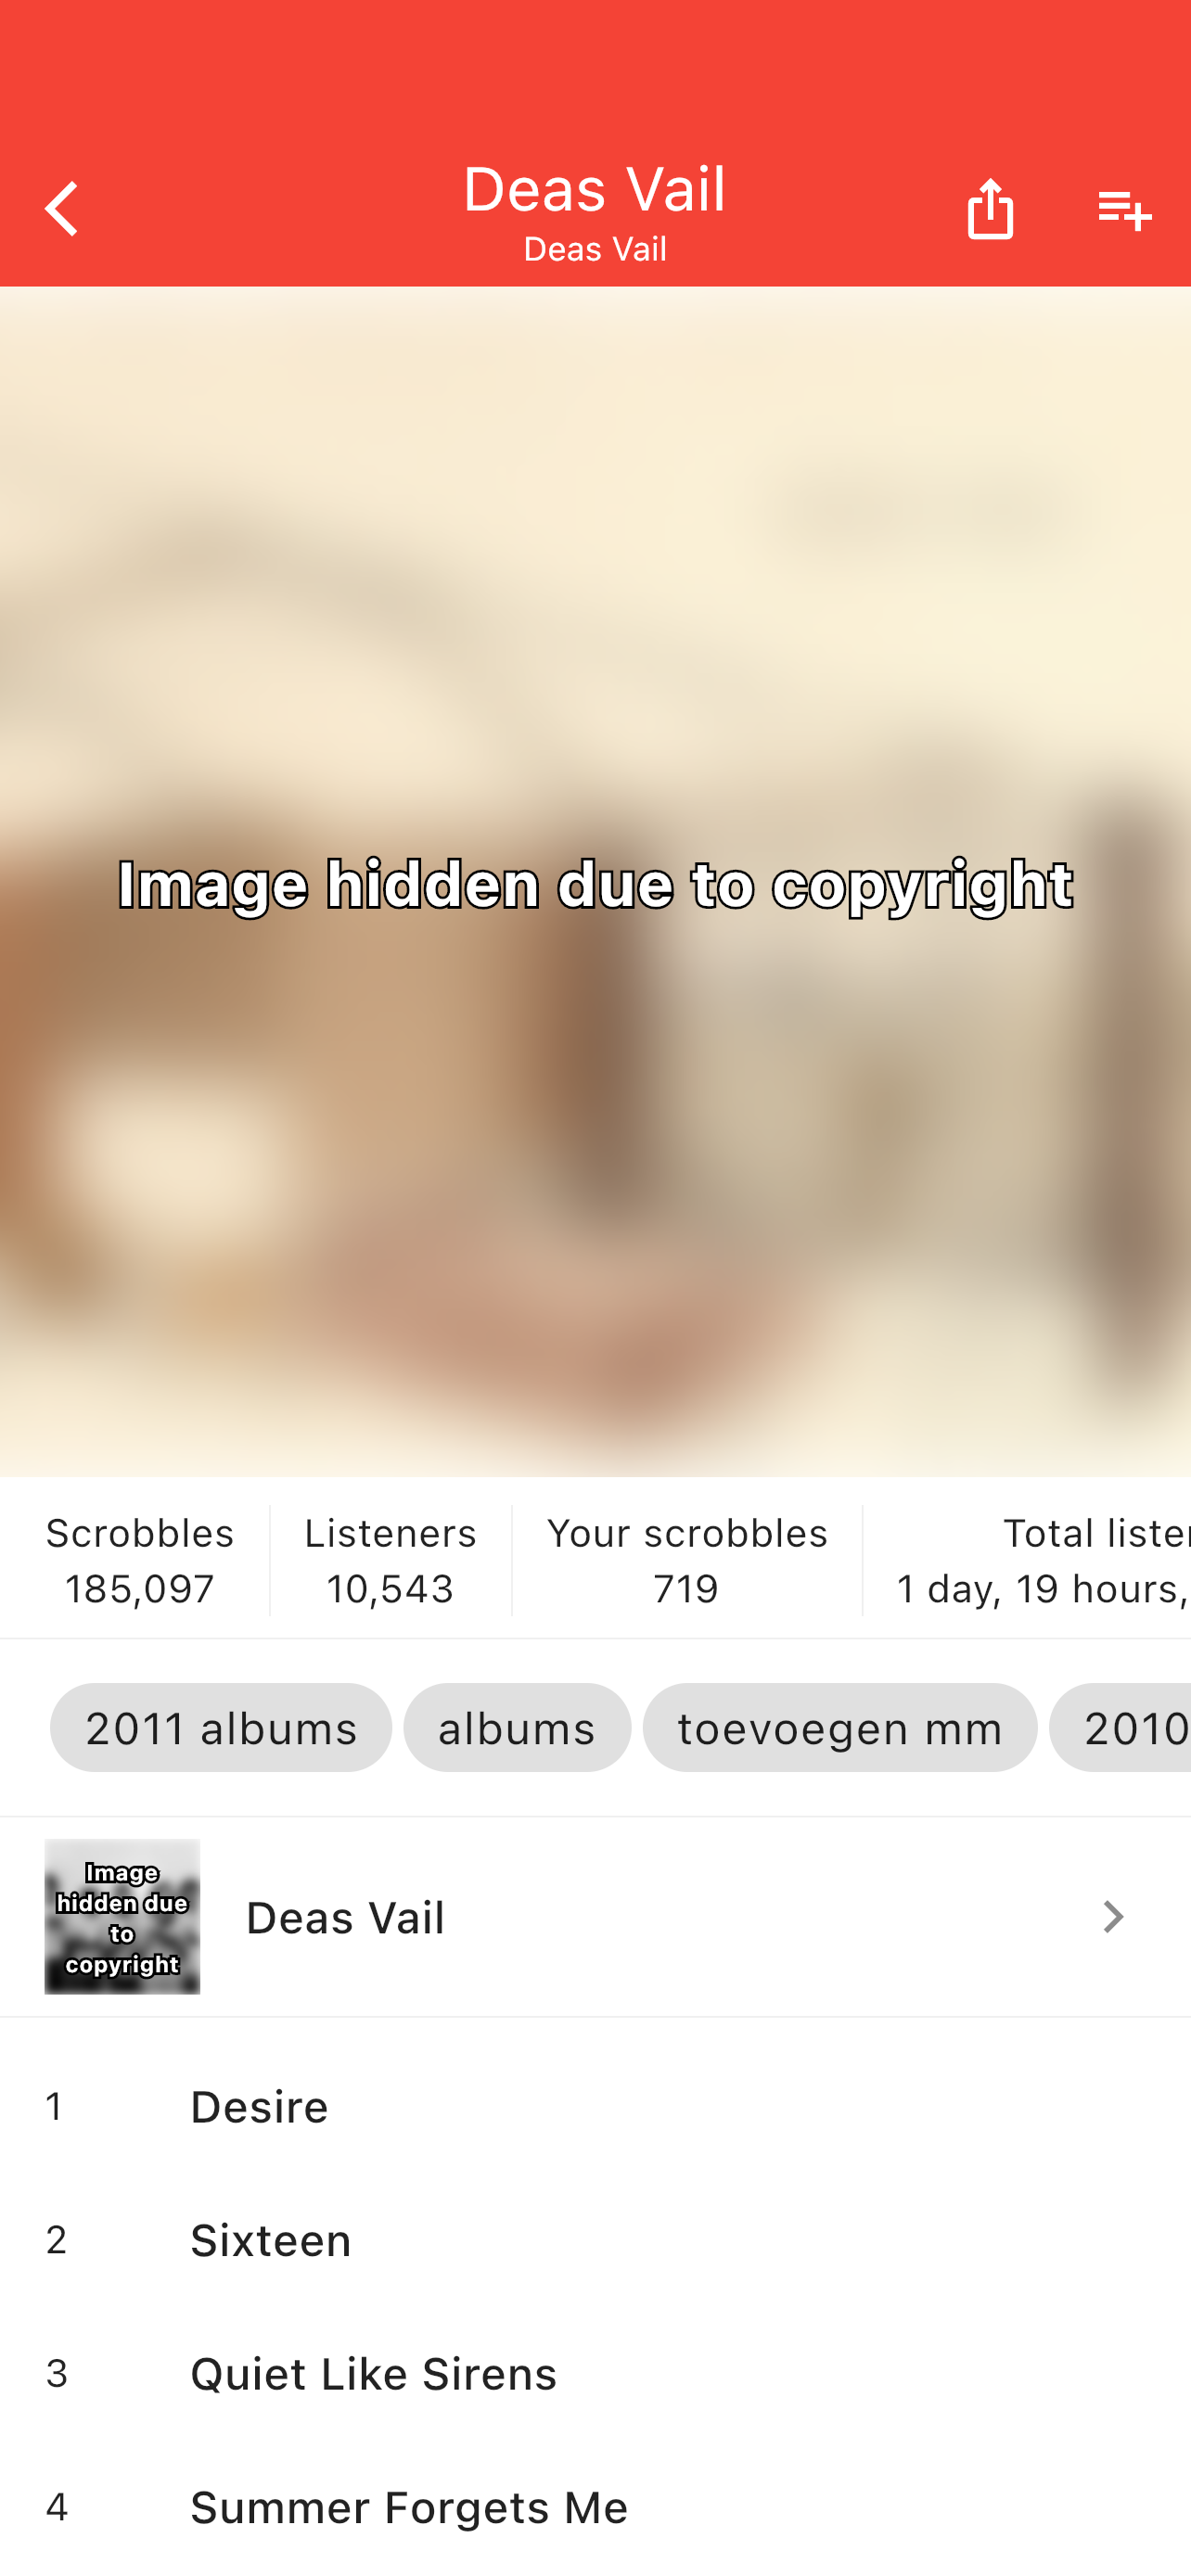 Deas Vail
Deas Vail
Image hidden due to copyright
Scrobbles
185,097
Listeners
10,543
Your scrobbles
719
Total lister
1 day, 19 hours,
2011 albums
albums
toevoegen mm
2010
Image
hidden due
to
copyright
Deas Vail
1 Desire
2 Sixteen
3 Quiet Like Sirens
4 Summer Forgets Me